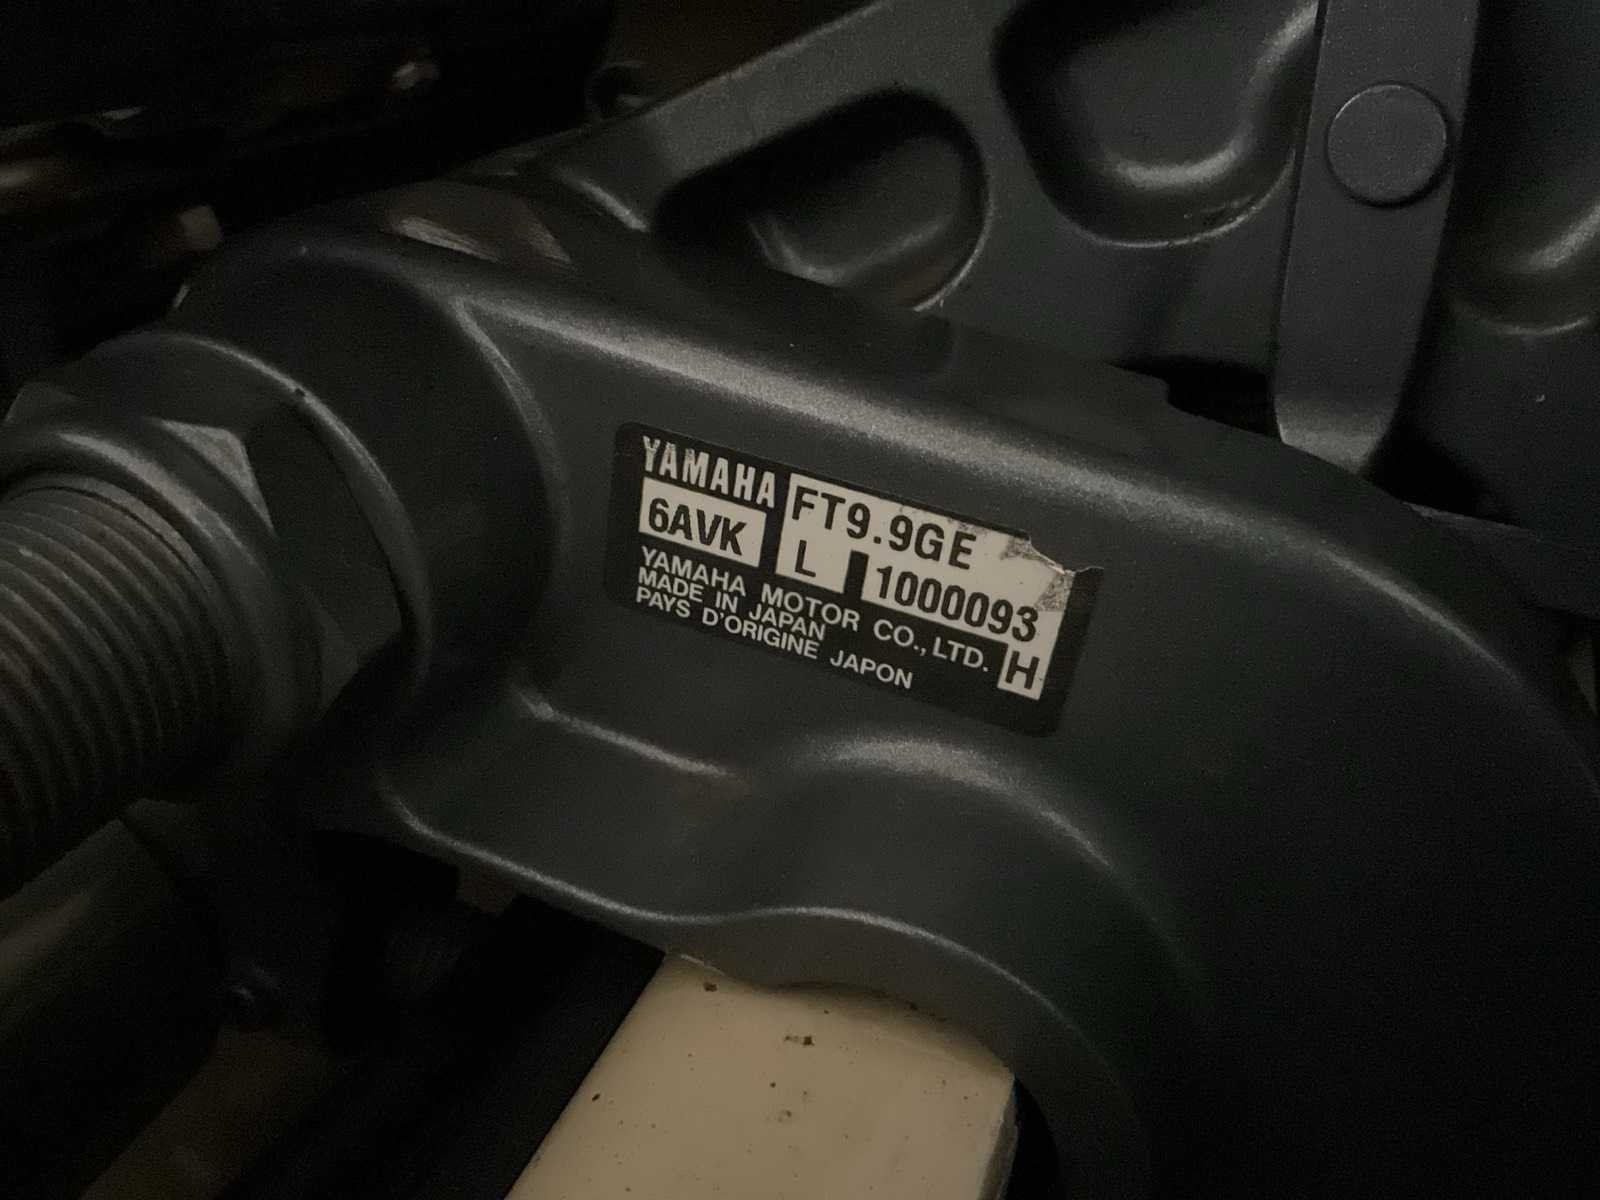 YAMAHA FT9.9GE
6AVK L 1000093
YAMAHA MOTOR CO., LTD.
MADE IN JAPAN
PAYS D'ORIGINE JAPON
H